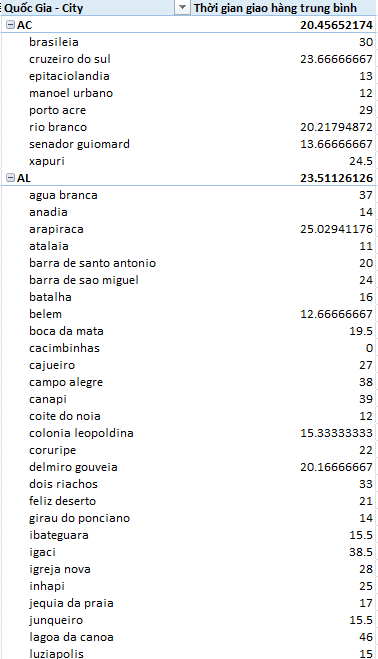 Quốc Gia - City Thời gian giao hàng trung bình
AC 20.45652174
brasileia 30
cruzeiro do sul 23.66666667
epitaciolandia 13
manoel urbano 12
porto acre 29
rio branco 20.21794872
senador guiomard 13.66666667
xapuri 24.5
AL 23.51126126
agua branca 37
anadia 14
arapiraca 25.02941176
atalaia 11
barra de santo antonio 20
barra de sao miguel 24
batalha 16
belem 12.66666667
boca da mata 19.5
cacimbinhas 0
cajueiro 27
campo alegre 38
canapi 39
coite do noia 12
colonia leopoldina 15.33333333
coruripe 22
delmiro gouveia 20.16666667
dois riachos 33
feliz deserto 21
girau do ponciano 14
ibateguara 15.5
igaci 38.5
igreja nova 28
inhapi 25
jequia da praia 17
junqueiro 15.5
lagoa da canoa 46
luziapolis 15